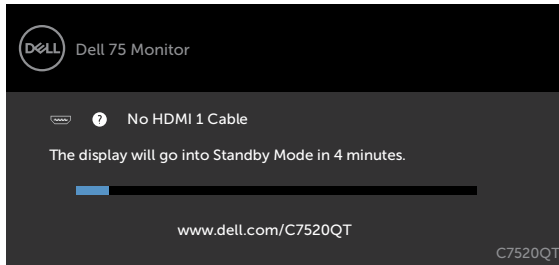 DELL
Dell 75 Monitor
? No HDMI 1 Cable
The display will go into Standby Mode in 4 minutes.
www.dell.com/C7520QT
C7520QT